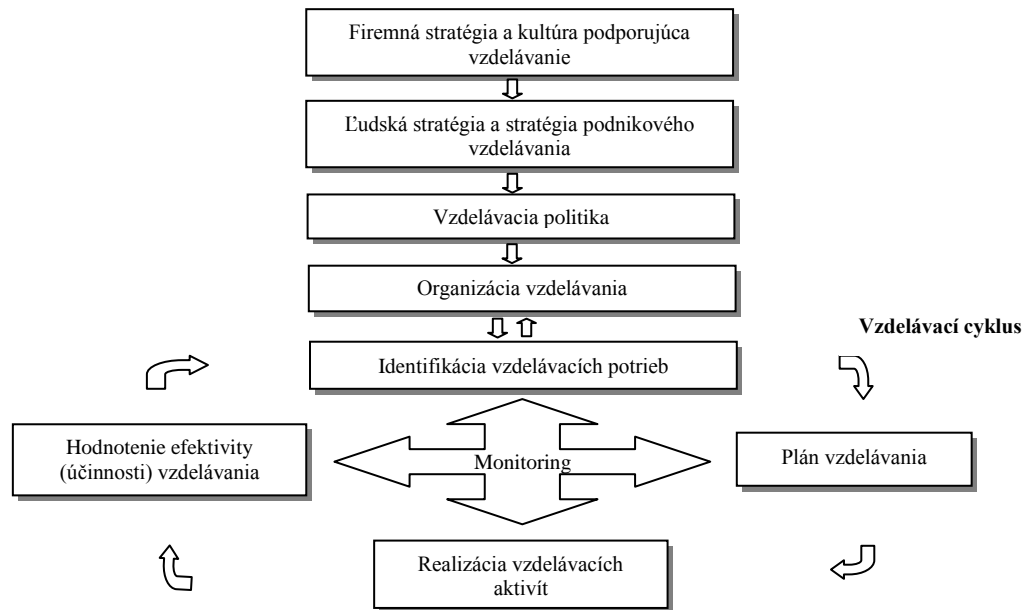 Firemná stratégia a kultúra podporujúca
vzdelávanie
Ľudská stratégia a stratégia podnikového
vzdelávania
Vzdelávacia politika
Organizácia vzdelávania
Vzdelávací cyklus
Identifikácia vzdelávacích potrieb
Hodnotenie efektivity
(účinnosti) vzdelávania
Monitoring
Plán vzdelávania
Realizácia vzdelávacích
aktivít